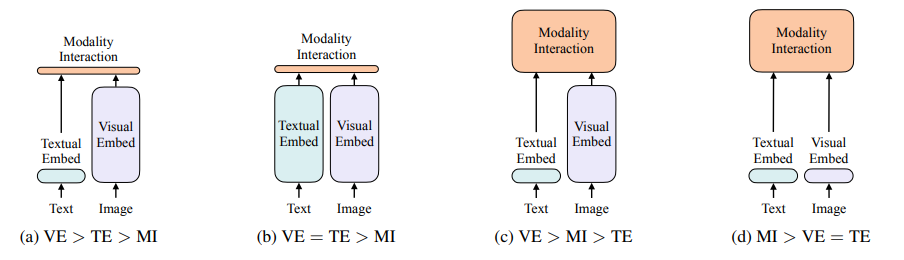 Modality
Interaction
Textual
Embed
Visual
Embed
Text
Image
(a) VE > TE > MI
Modality
Interaction
Textual
Embed
Visual
Embed
Text
Image
(b) VE = TE > MI
Modality
Interaction
Textual
Embed
Visual
Embed
Text
Image
(c) VE > MI > TE
Modality
Interaction
Textual
Embed
Visual
Embed
Text
Image
(d) MI > VE = TE